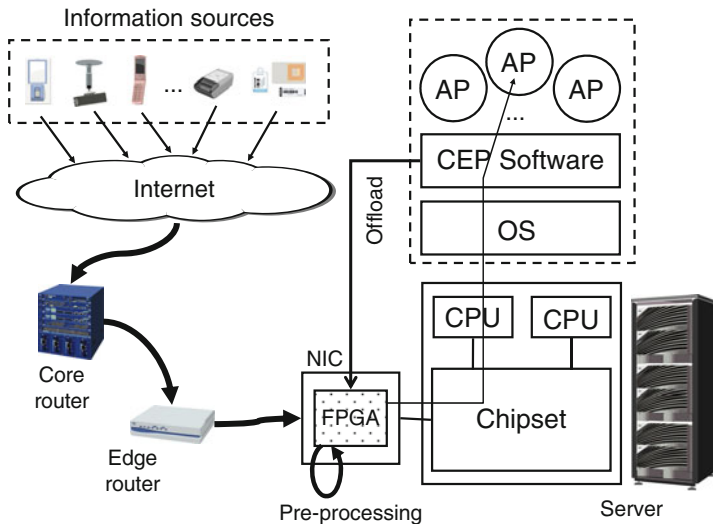 Information sources
...
Internet
Core
router
Edge
router
NIC
FPGA
Pre-processing
Offload
AP
AP
AP
...
CEP Software
OS
CPU
CPU
Chipset
Server